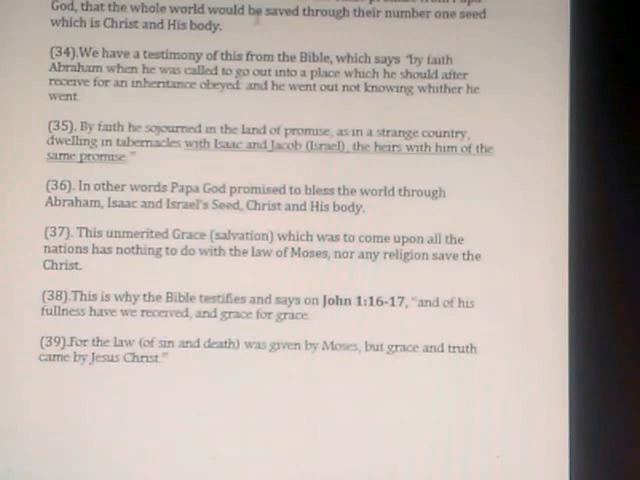 God, that the whole world would be saved through their number one seed
which is Christ and His body.
(34).We have a testimony of this from the Bible, which says "by faith
Abraham when he was called to go out into a place which he should after
receive for an inheritance obeyed: and he went out not knowing whither he
went.
(35). By faith he sojourned in the land of promise, as in a strange country,
dwelling in tabernacles with Isaac and Jacob (Israel), the heirs with him of the
same promise."
(36). In other words Papa God promised to bless the world through
Abraham, Isaac and Israel's Seed, Christ and His body.
(37). This unmerited Grace (salvation) which was to come upon all the
nations has nothing to do with the law of Moses, nor any religion save the
Christ.
(38).This is why the Bible testifies and says on John 1:16-17, "and of his
fullness have we received, and grace for grace.
(39).For the law (of sin and death) was given by Moses, but grace and truth
came by Jesus Christ."